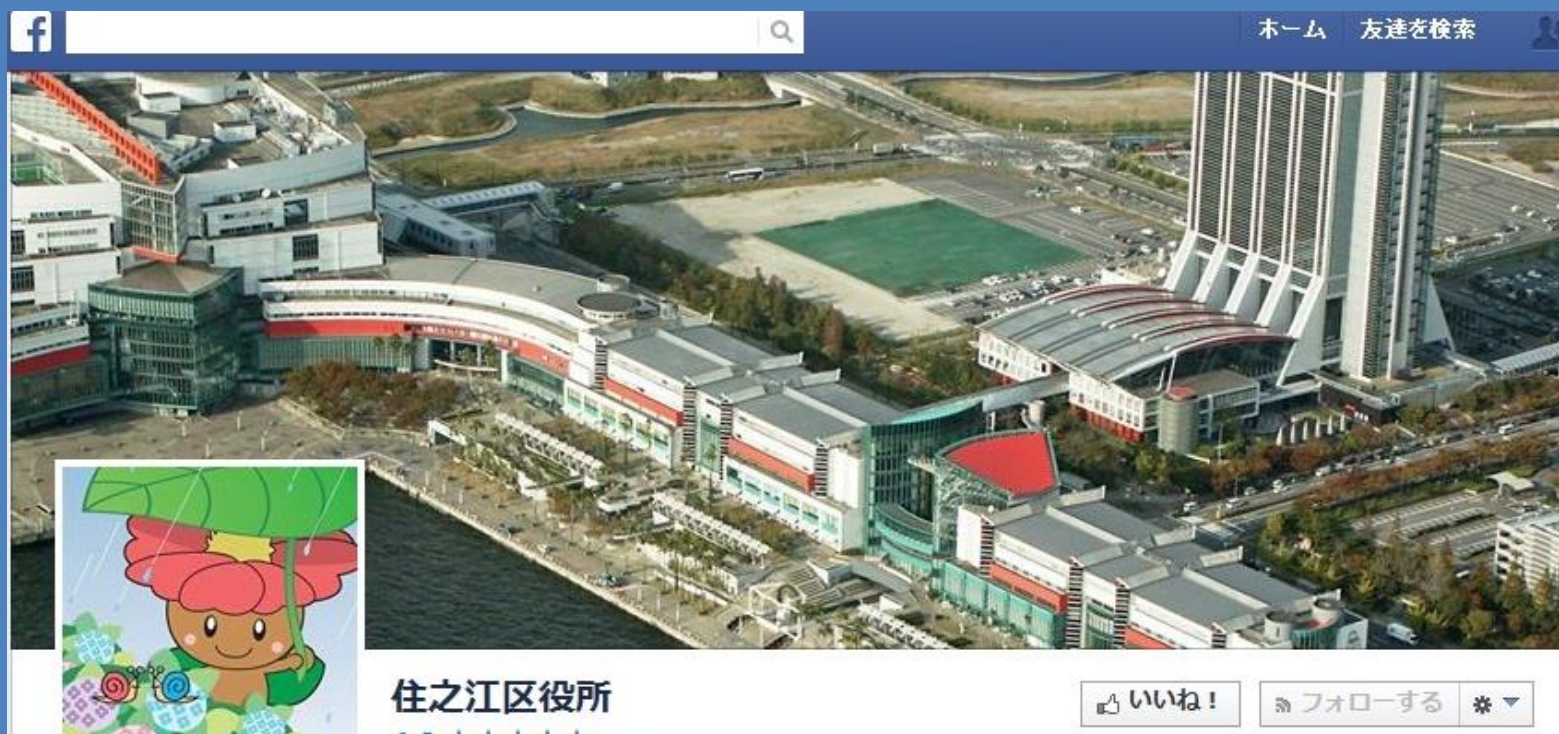 f
ホーム 友達を検索
住之江区役所
いいね！ フォローする